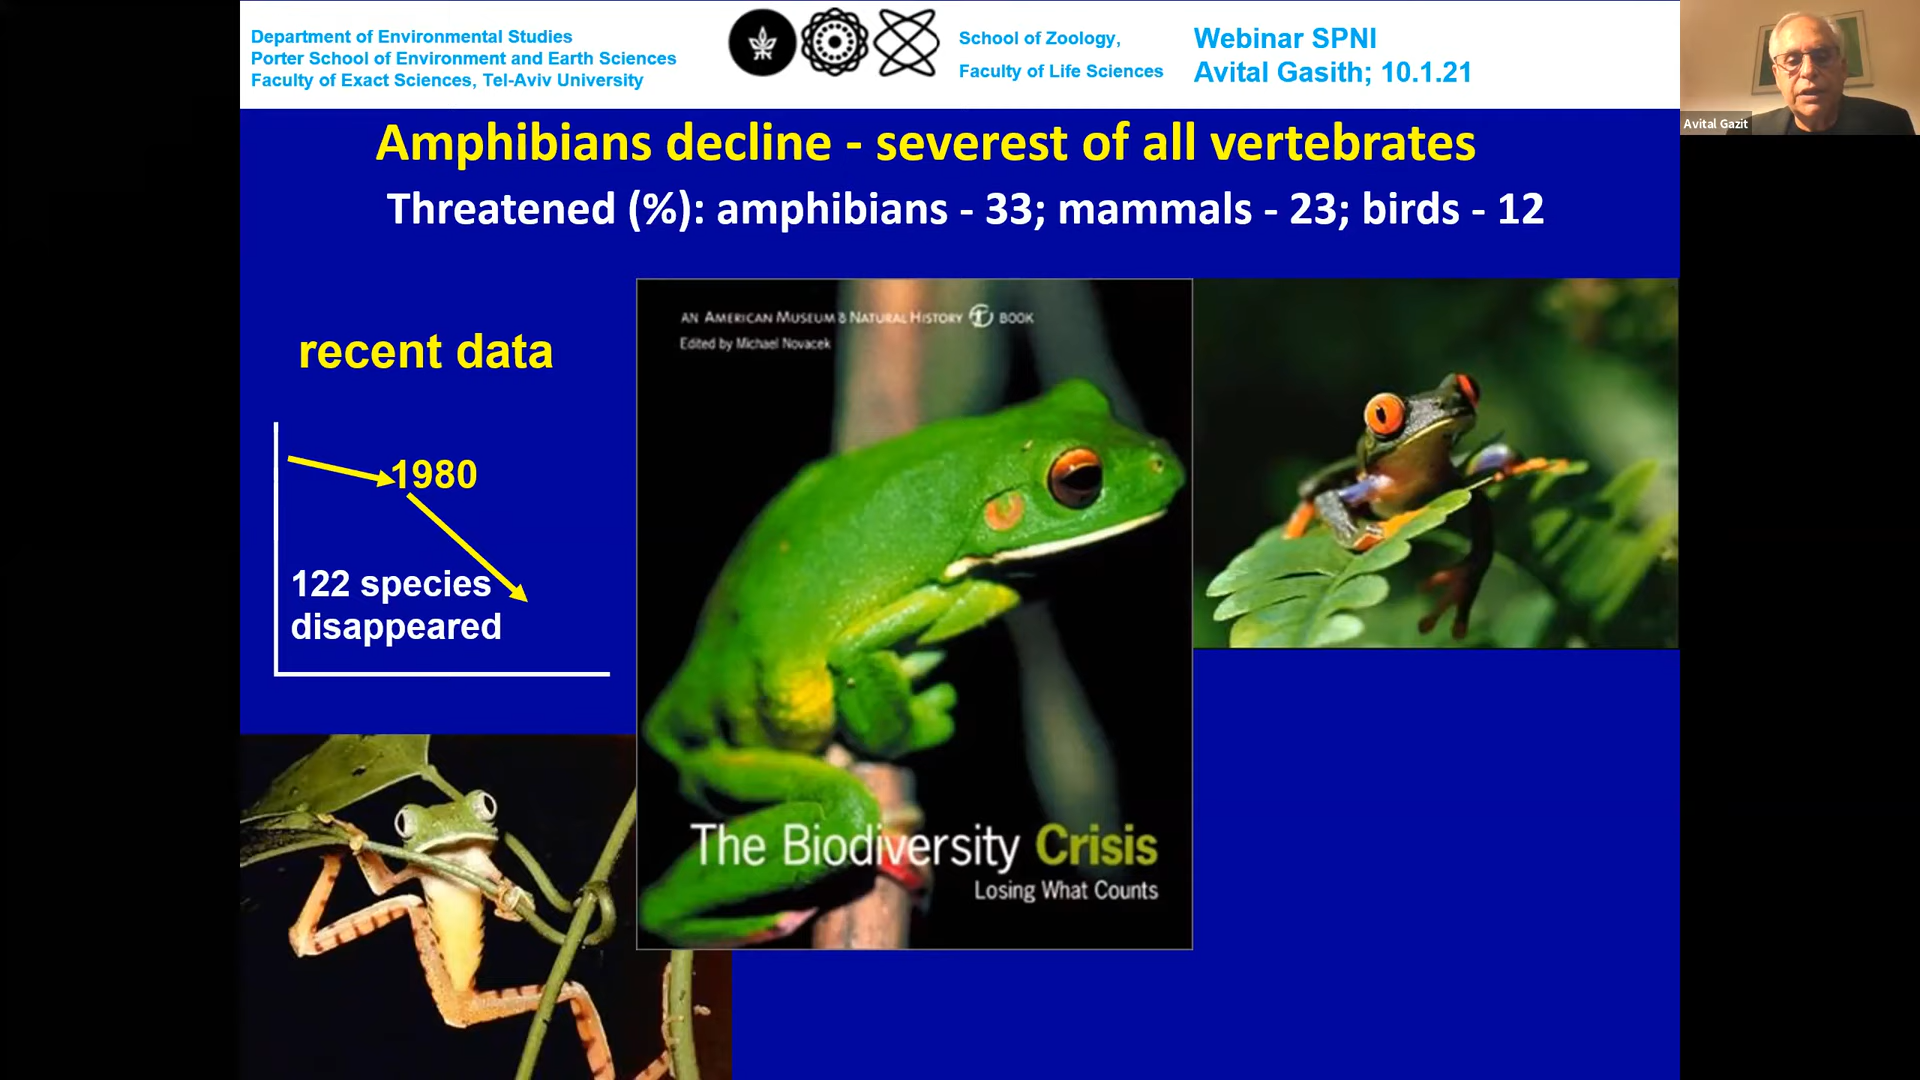 Department of Environmental Studies
Porter School of Environment and Earth Sciences
Faculty of Exact Sciences, Tel-Aviv University
School of Zoology,
Faculty of Life Sciences
Webinar SPNI
Avital Gasith; 10.1.21
Avital Gazit
Amphibians decline - severest of all vertebrates
Threatened (%): amphibians - 33; mammals - 23; birds - 12
recent data
1980
122 species
disappeared
AN AMERICAN MUSEUM & NATURAL HISTORY BOOK
Edited by Michael Novacek
The Biodiversity Crisis
Losing What Counts